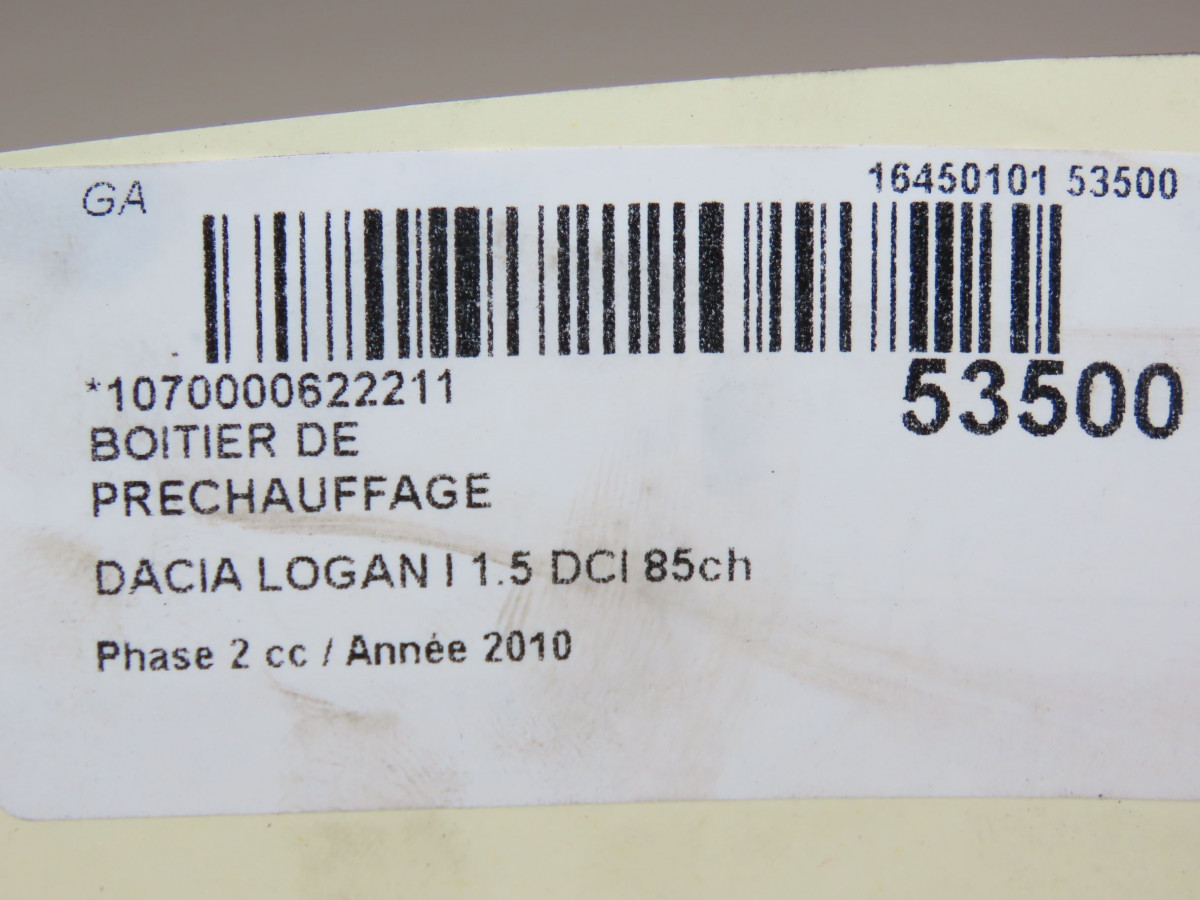 GA
16450101 53500
*1070000622211
53500
BOITIER DE
PRECHAUFFAGE
DACIA LOGAN I 1.5 DCI 85ch
Phase 2 cc / Année 2010